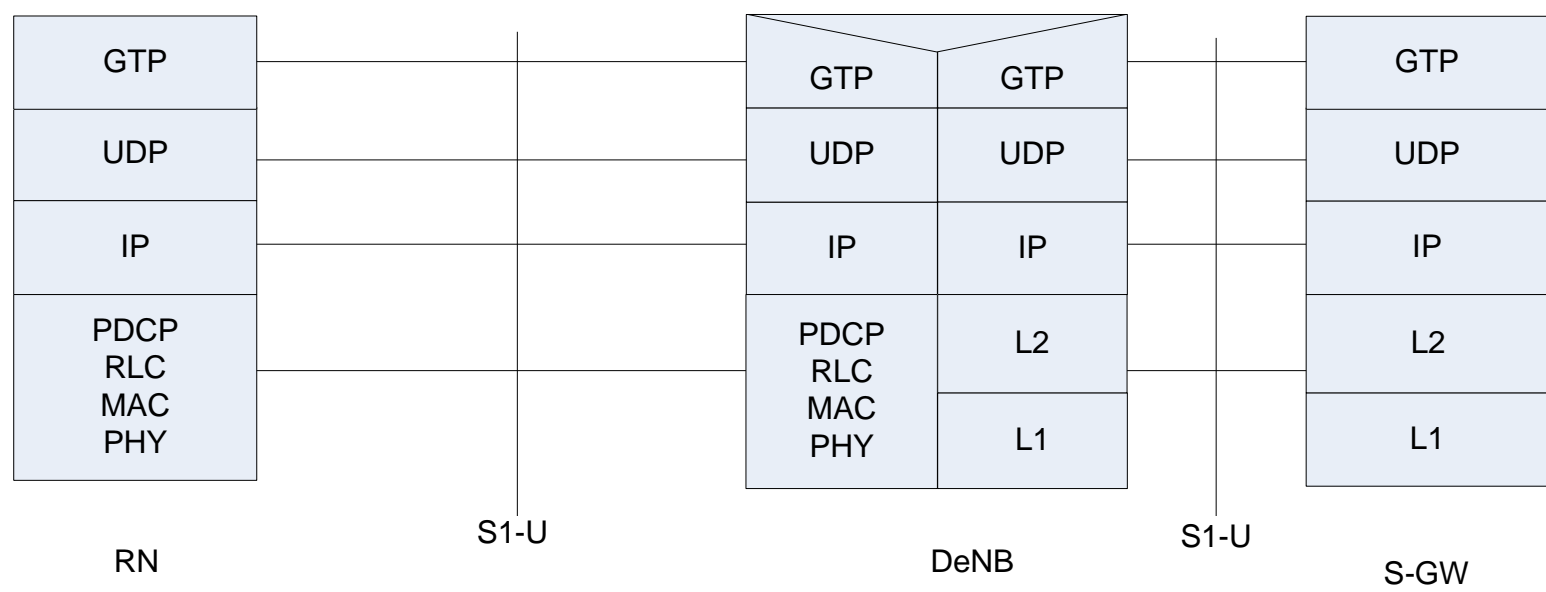 GTP
UDP
IP
PDCP
RLC
MAC
PHY
RN
S1-U
GTP
UDP
IP
PDCP
RLC
MAC
PHY
GTP
UDP
IP
L2
L1
DeNB
S1-U
GTP
UDP
IP
L2
L1
S-GW